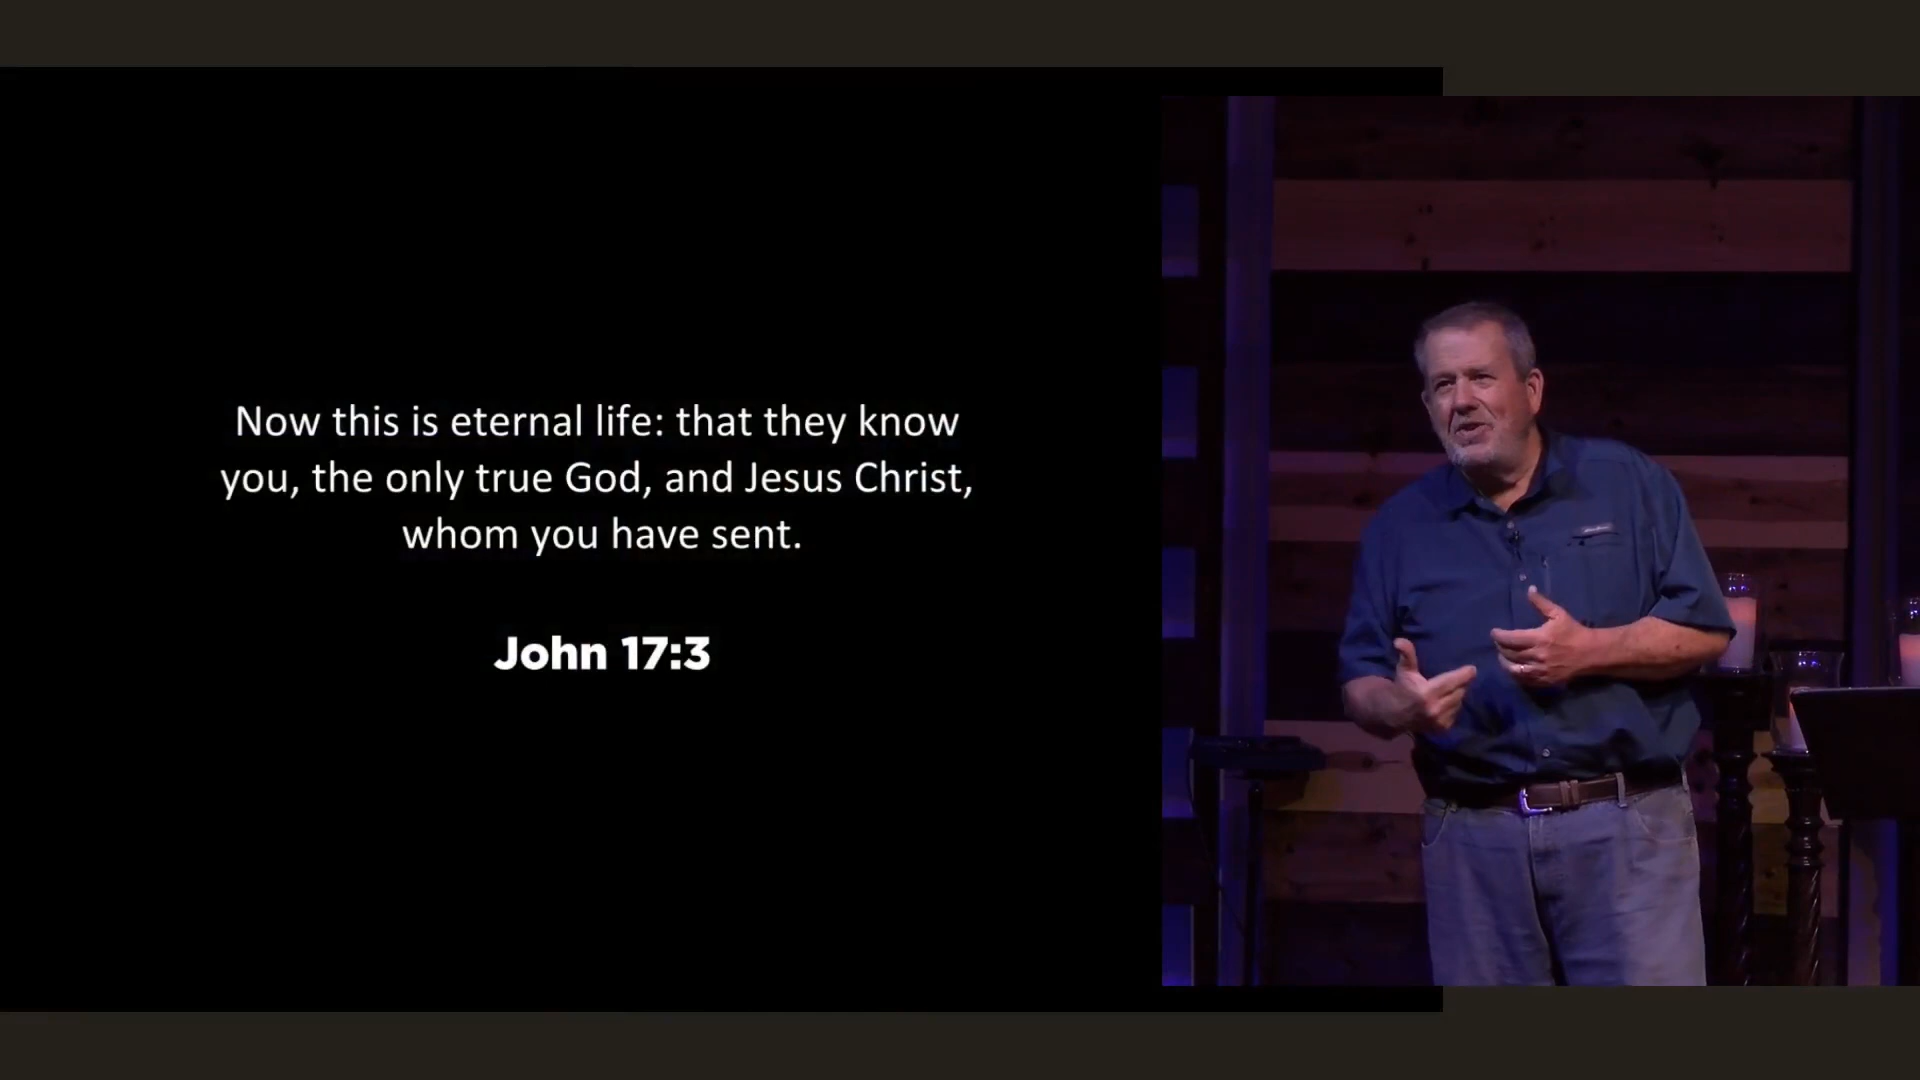 Now this is eternal life: that they know
you, the only true God, and Jesus Christ,
whom you have sent.
John 17:3